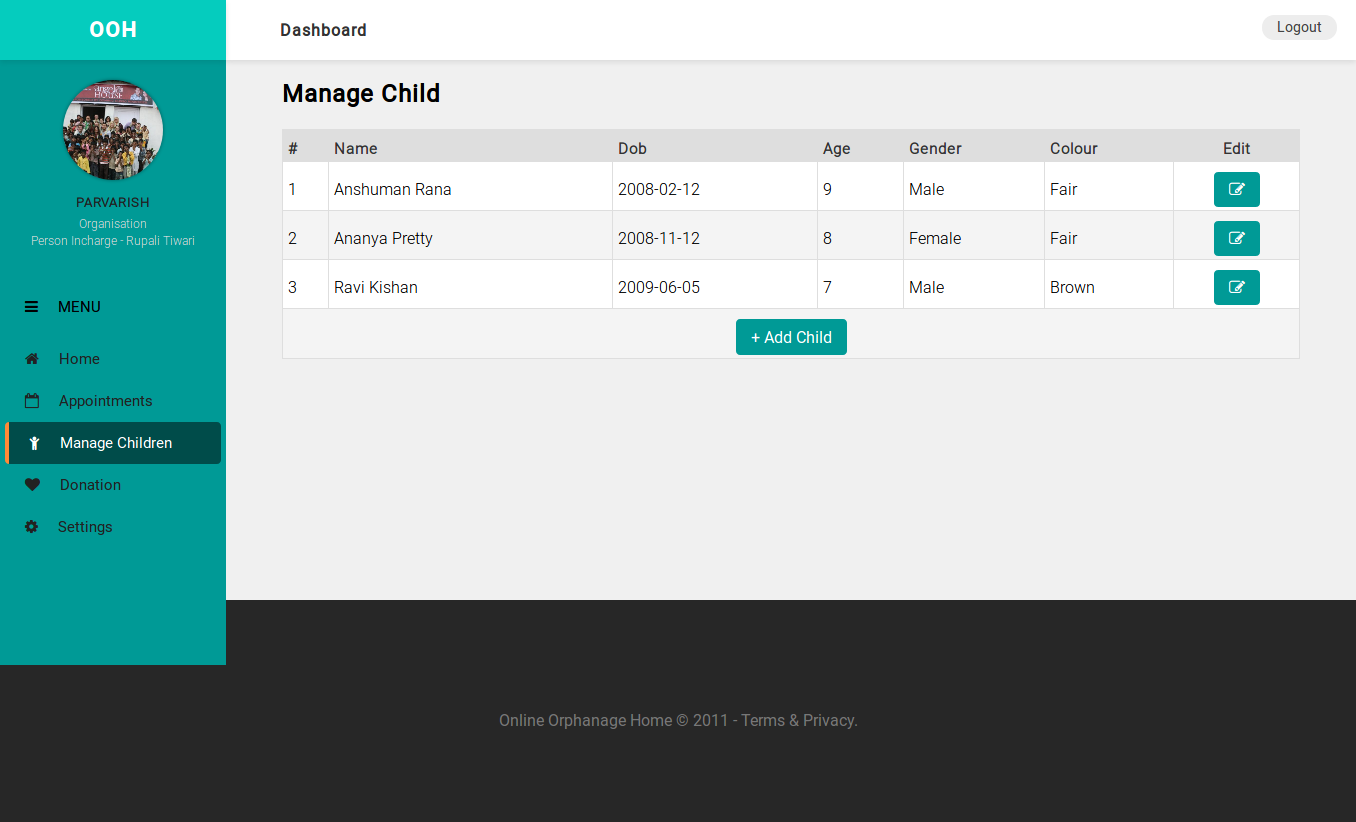 OOH
Dashboard
Logout
HOUSE
PARVARISH
Organisation
Person Incharge - Rupali Tiwari
MENU
Home
Appointments
Manage Children
Donation
Settings
Manage Child
# Name Dob Age Gender Colour Edit
1 Anshuman Rana 2008-02-12 9 Male Fair
2 Ananya Pretty 2008-11-12 8 Female Fair
3 Ravi Kishan 2009-06-05 7 Male Brown
+ Add Child
Online Orphanage Home © 2011 - Terms & Privacy.